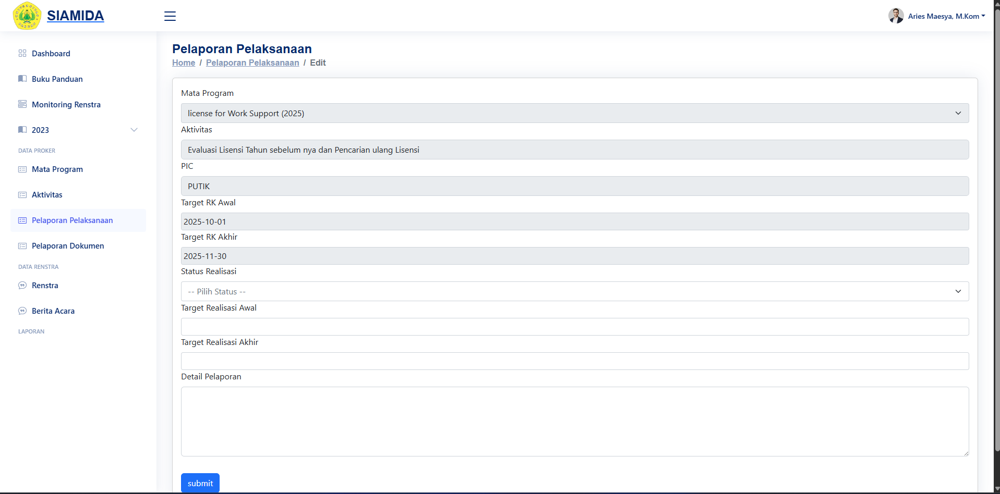 SIAMIDA
Aries Maesya, M.Kom
Dashboard
Buku Panduan
Monitoring Renstra
2023
DATA PROKER
Mata Program
Aktivitas
Pelaporan Pelaksanaan
Pelaporan Dokumen
DATA RENSTRA
Renstra
Berita Acara
LAPORAN
Pelaporan Pelaksanaan
Home / Pelaporan Pelaksanaan / Edit
Mata Program
license for Work Support (2025)
Aktivitas
Evaluasi Lisensi Tahun sebelum nya dan Pencarian ulang Lisensi
PIC
PUTIK
Target RK Awal
2025-10-01
Target RK Akhir
2025-11-30
Status Realisasi
-- Pilih Status --
Target Realisasi Awal
Target Realisasi Akhir
Detail Pelaporan
submit